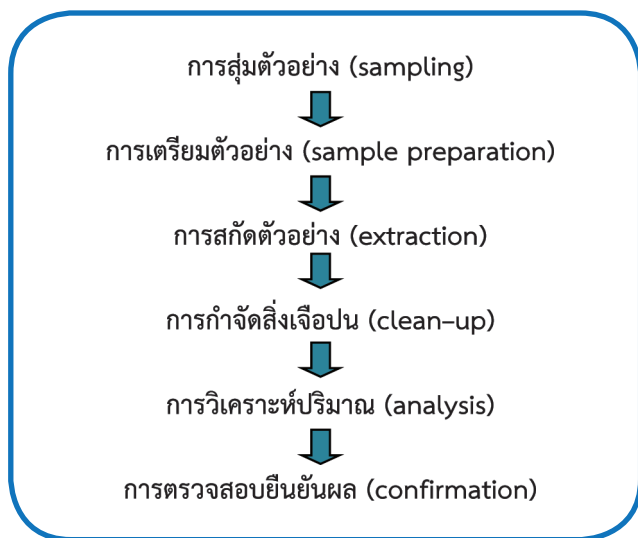 การสุ่มตัวอย่าง (sampling)
การเตรียมตัวอย่าง (sample preparation)
การสกัดตัวอย่าง (extraction)
การกำจัดสิ่งเจือปน (clean–up)
การวิเคราะห์ปริมาณ (analysis)
การตรวจสอบยืนยันผล (confirmation)